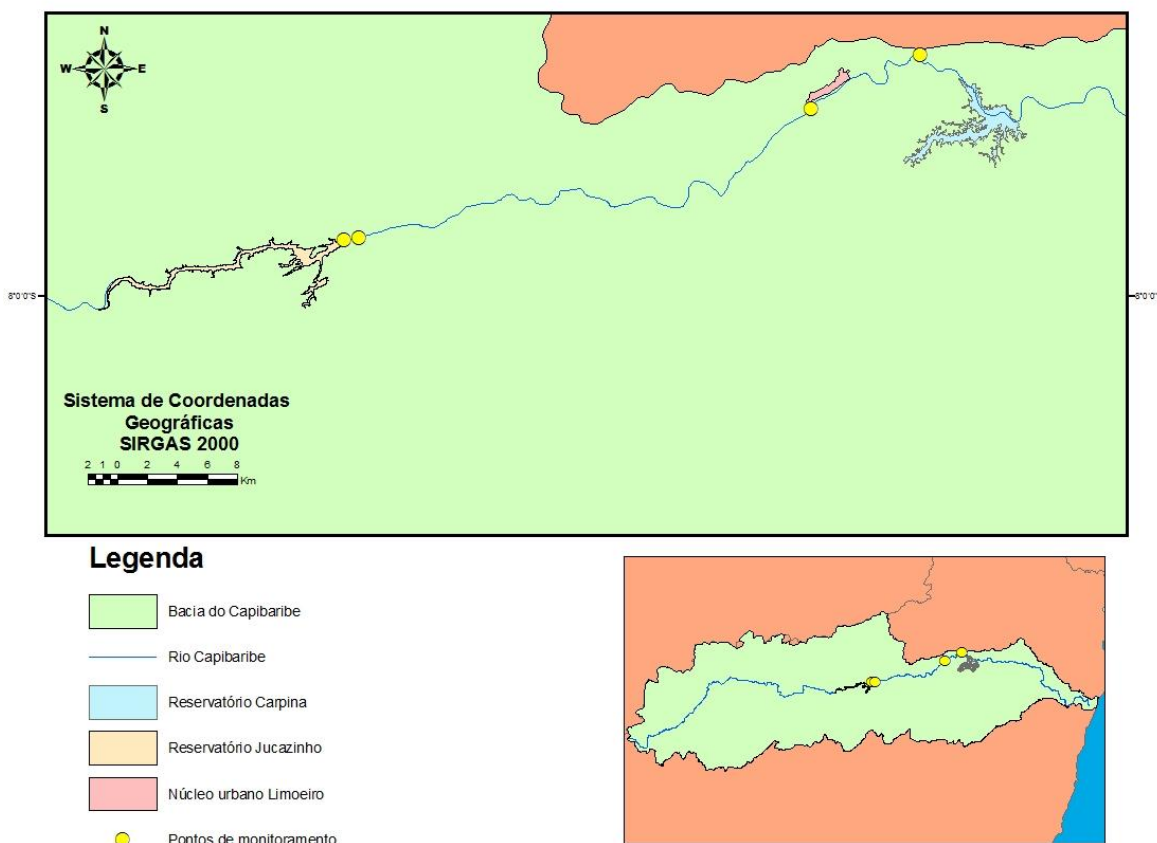 N
W E
S
8°0'0"S
8°0'0"
Sistema de Coordenadas
Geográficas
SIRGAS 2000
2 1 0 2 4 6 8
Km
Legenda
Bacia do Capibaribe
Rio Capibaribe
Reservatório Carpina
Reservatório Jucazinho
Núcleo urbano Limoeiro
Pontos de monitoramento